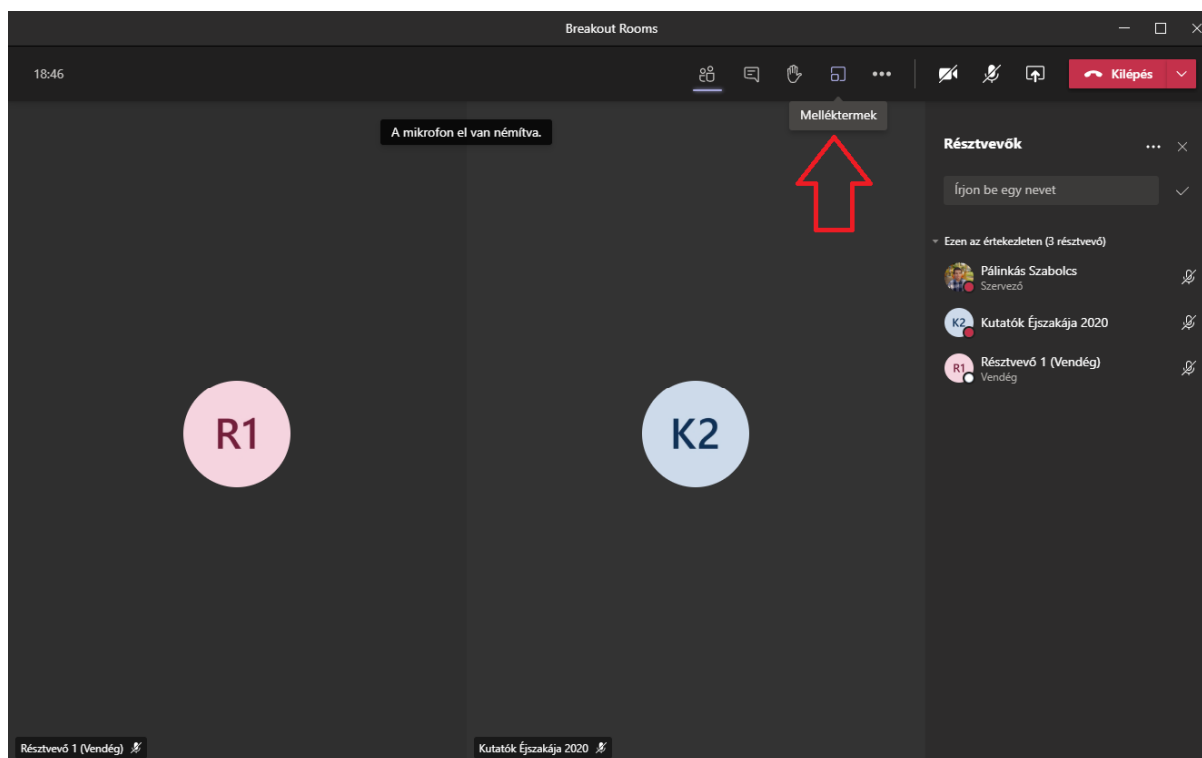 Breakout Rooms
18:46
Kilépés
Melléktermek
A mikrofon el van némítva.
Résztvevők
Írjon be egy nevet
Ezen az értekezleten (3 résztvevő)
Pálinkás Szabolcs
Szervező
K2
Kutatók Éjszakája 2020
R1
Résztvevő 1 (Vendég)
Vendég
R1
K2
Résztvevő 1 (Vendég)
Kutatók Éjszakája 2020